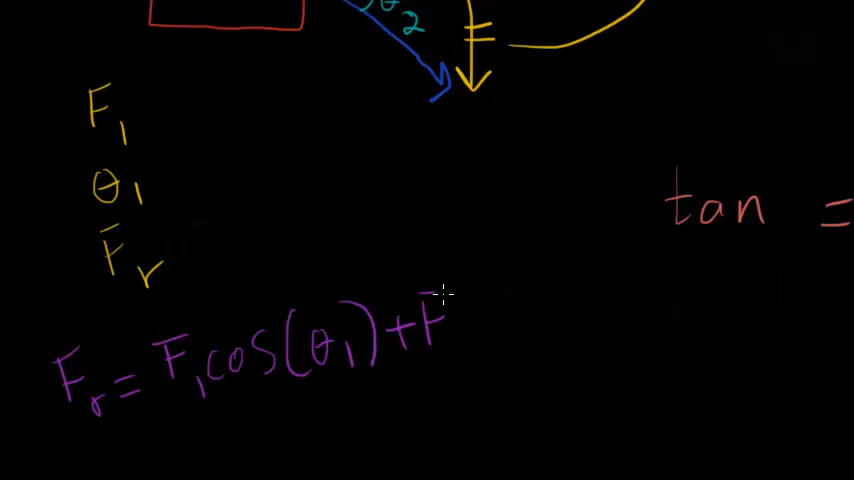 θ2
F1
θ1
Fr
tan =
Fr = F1cos(θ1)+F